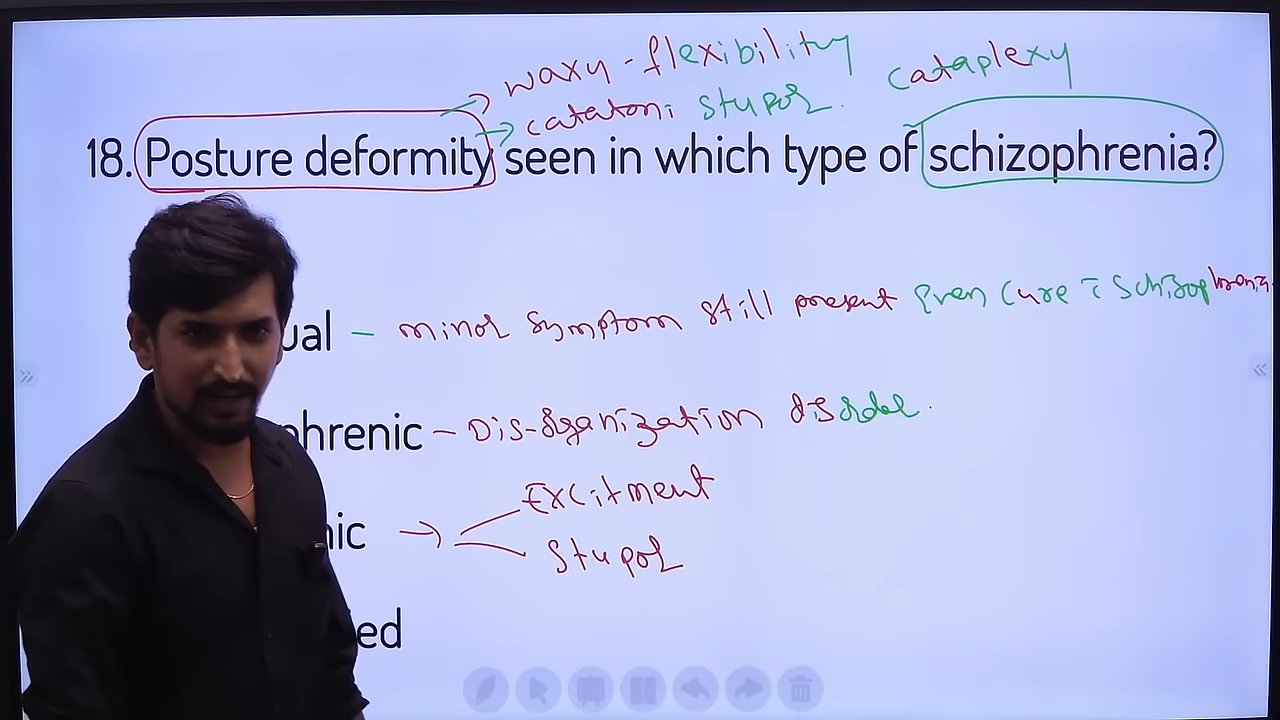 waxy-flexibility
cataplexy
catatoni stupor.
18. Posture deformity seen in which type of schizophrenia?
ual - minor symptom still present even cure c̄ schizophrenia.
phrenic - Dis-organization disorder.
Excitment
nic →
Stupor
ed